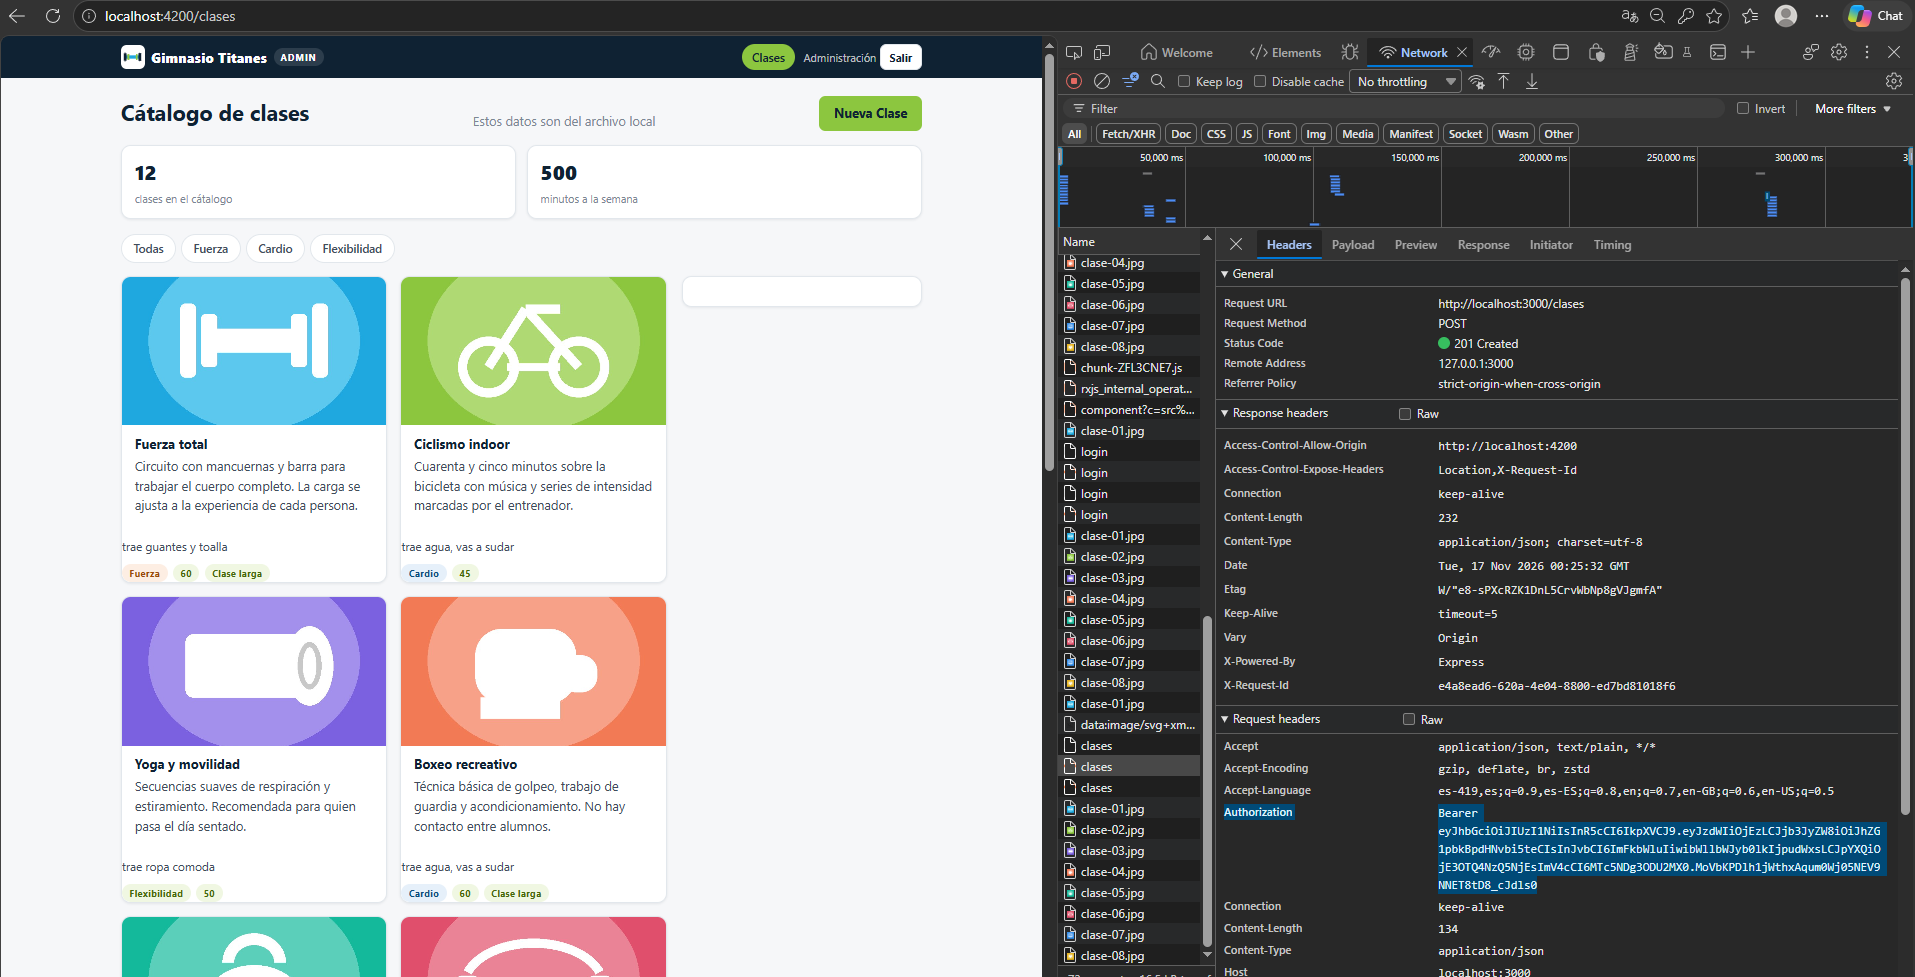 localhost:4200/clases
Chat
Gimnasio Titanes ADMIN Clases Administración Salir
Cátalogo de clases
Estos datos son del archivo local
Nueva Clase
12
clases en el cátalogo
500
minutos a la semana
Todas Fuerza Cardio Flexibilidad
Fuerza total
Circuito con mancuernas y barra para
trabajar el cuerpo completo. La carga se
ajusta a la experiencia de cada persona.
trae guantes y toalla
Fuerza 60 Clase larga
Ciclismo indoor
Cuarenta y cinco minutos sobre la
bicicleta con música y series de intensidad
marcadas por el entrenador.
trae agua, vas a sudar
Cardio 45
Yoga y movilidad
Secuencias suaves de respiración y
estiramiento. Recomendada para quien
pasa el día sentado.
trae ropa comoda
Flexibilidad 50
Boxeo recreativo
Técnica básica de golpeo, trabajo de
guardia y acondicionamiento. No hay
contacto entre alumnos.
trae agua, vas a sudar
Cardio 60 Clase larga
Welcome Elements Network
Keep log Disable cache No throttling
Filter Invert More filters
All Fetch/XHR Doc CSS JS Font Img Media Manifest Socket Wasm Other
50,000 ms 100,000 ms 150,000 ms 200,000 ms 250,000 ms 300,000 ms
Name
clase-04.jpg
clase-05.jpg
clase-06.jpg
clase-07.jpg
clase-08.jpg
chunk-ZFL3CNE7.js
rxjs_internal_operat...
component?c=src%...
clase-01.jpg
login
login
login
login
clase-01.jpg
clase-02.jpg
clase-03.jpg
clase-04.jpg
clase-05.jpg
clase-06.jpg
clase-07.jpg
clase-08.jpg
clase-01.jpg
data:image/svg+xm...
clases
clases
clases
clase-01.jpg
clase-02.jpg
clase-03.jpg
clase-04.jpg
clase-05.jpg
clase-06.jpg
clase-07.jpg
clase-08.jpg
Headers Payload Preview Response Initiator Timing
General
Request URL http://localhost:3000/clases
Request Method POST
Status Code 201 Created
Remote Address 127.0.0.1:3000
Referrer Policy strict-origin-when-cross-origin
Response headers Raw
Access-Control-Allow-Origin http://localhost:4200
Access-Control-Expose-Headers Location,X-Request-Id
Connection keep-alive
Content-Length 232
Content-Type application/json; charset=utf-8
Date Tue, 17 Nov 2026 00:25:32 GMT
Etag W/"e8-sPXcRZK1DnL5CrvWbNp8gVJgmfA"
Keep-Alive timeout=5
Vary Origin
X-Powered-By Express
X-Request-Id e4a8ead6-620a-4e04-8800-ed7bd81018f6
Request headers Raw
Accept application/json, text/plain, */*
Accept-Encoding gzip, deflate, br, zstd
Accept-Language es-419,es;q=0.9,es-ES;q=0.8,en;q=0.7,en-GB;q=0.6,en-US;q=0.5
Authorization Bearer
eyJhbGciOiJIUzI1NiIsInR5cCI6IkpXVCJ9.eyJzdWIiOjEzLCJjb3JyZW8iOiJhZG
1pbkBpdHNvbi5teCIsInJvbCI6ImFkbWluIiwibWllbWJyb0lkIjpudWxsLCJpYXQiO
jE3OTQ4NzQ5NjEsImV4cCI6MTc5NDg3ODU2MX0.MoVbKPDlh1jWthxAqum0Wj05NEV9
NNET8tD8_cJdls0
Connection keep-alive
Content-Length 134
Content-Type application/json
Host localhost:3000